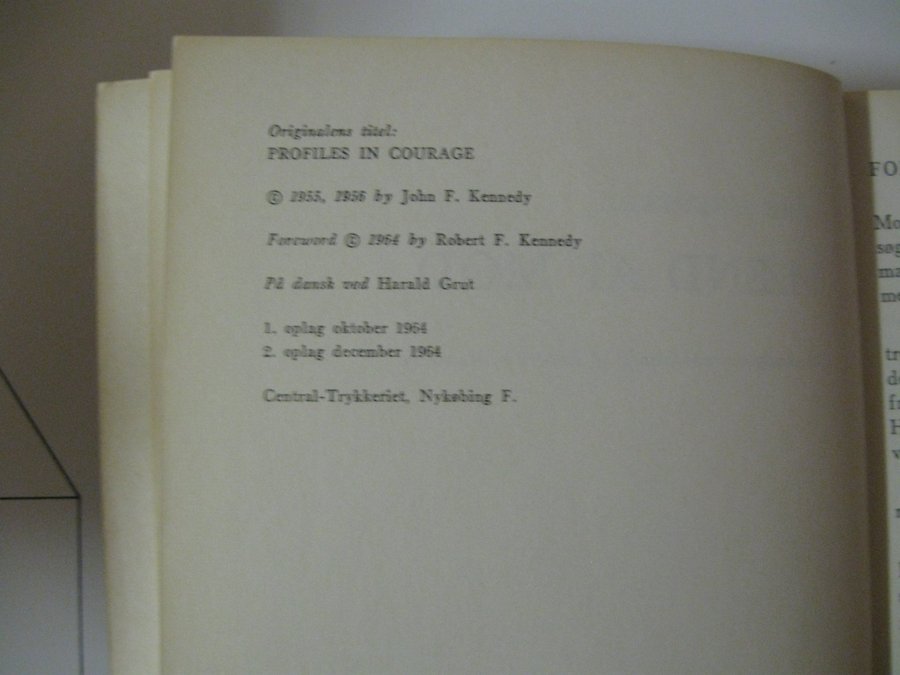 Originalens titel:
PROFILES IN COURAGE
© 1955, 1956 by John F. Kennedy
Foreword © 1964 by Robert F. Kennedy
På dansk ved Harald Grut
1. oplag oktober 1964
2. oplag december 1964
Central-Trykkeriet, Nykøbing F.